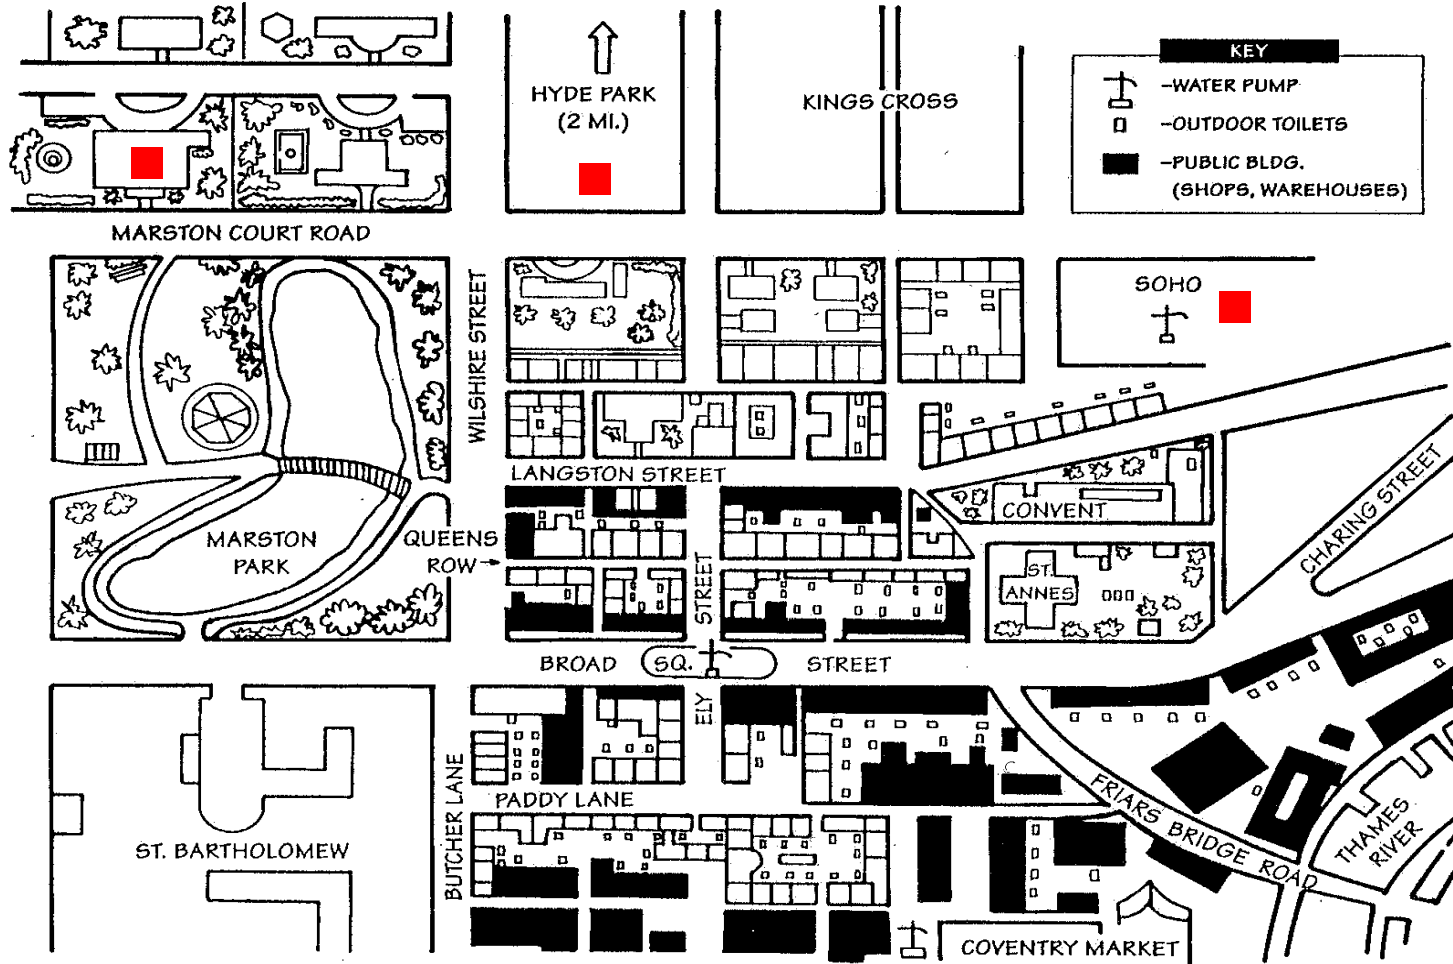 KEY
-WATER PUMP
-OUTDOOR TOILETS
-PUBLIC BLDG.
(SHOPS, WAREHOUSES)
HYDE PARK
(2 MI.)
KINGS CROSS
MARSTON COURT ROAD
WILSHIRE STREET
SOHO
LANGSTON STREET
CONVENT
CHARING STREET
MARSTON
PARK
QUEENS
ROW
STREET
ST.
ANNES
BROAD
SQ.
STREET
ELY
BUTCHER LANE
PADDY LANE
FRIARS BRIDGE ROAD
THAMES
RIVER
ST. BARTHOLOMEW
COVENTRY MARKET